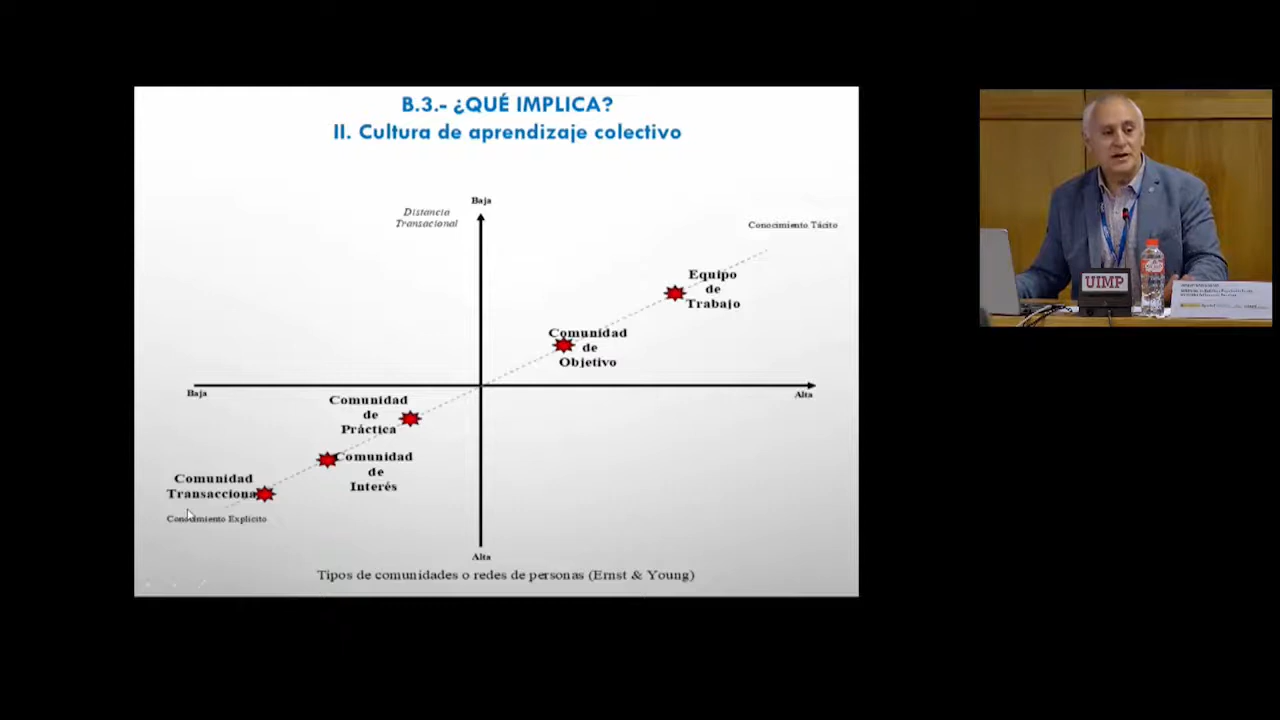 B.3.- ¿QUÉ IMPLICA?
II. Cultura de aprendizaje colectivo
Baja
Distancia
Transacional
Conocimiento Tácito
Equipo
de
Trabajo
Comunidad
de
Objetivo
Baja
Alta
Comunidad
de
Práctica
Comunidad
de
Interés
Comunidad
Transacciona
Conocimiento Explícito
Alta
Tipos de comunidades o redes de personas (Ernst & Young)
UIMP